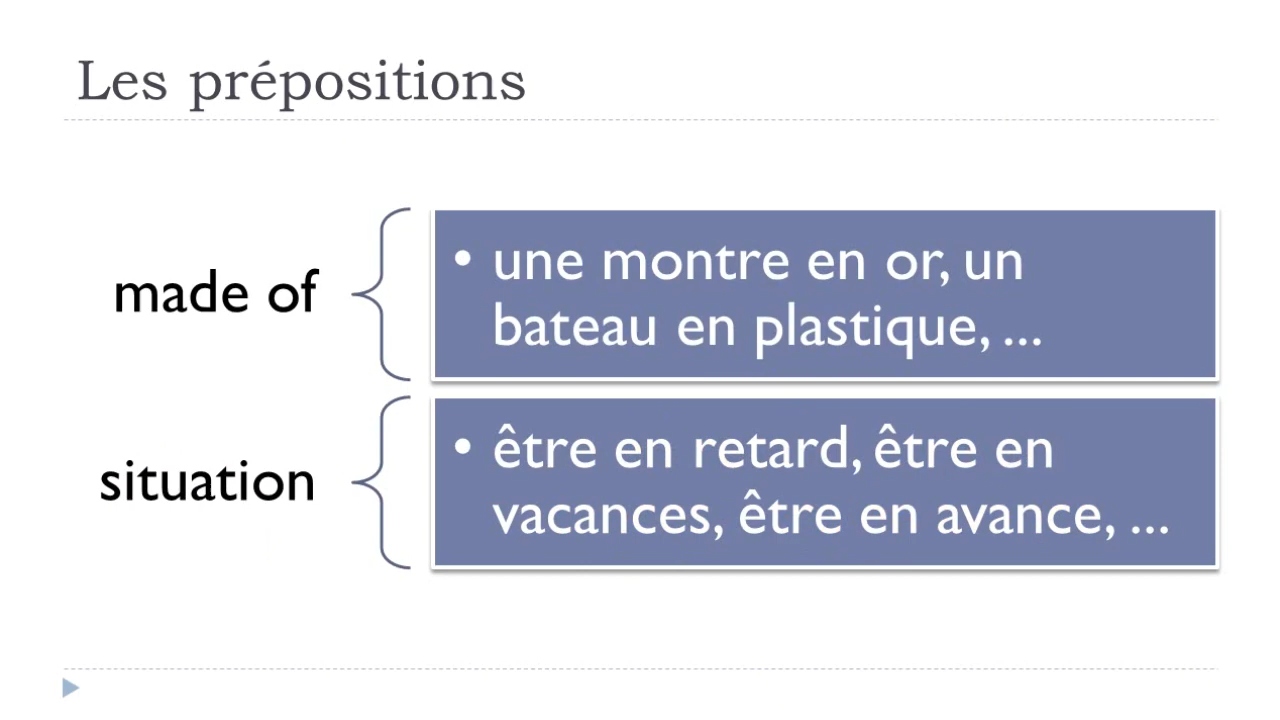 Les prépositions
made of
• une montre en or, un
bateau en plastique, ...
situation
• être en retard, être en
vacances, être en avance, ...